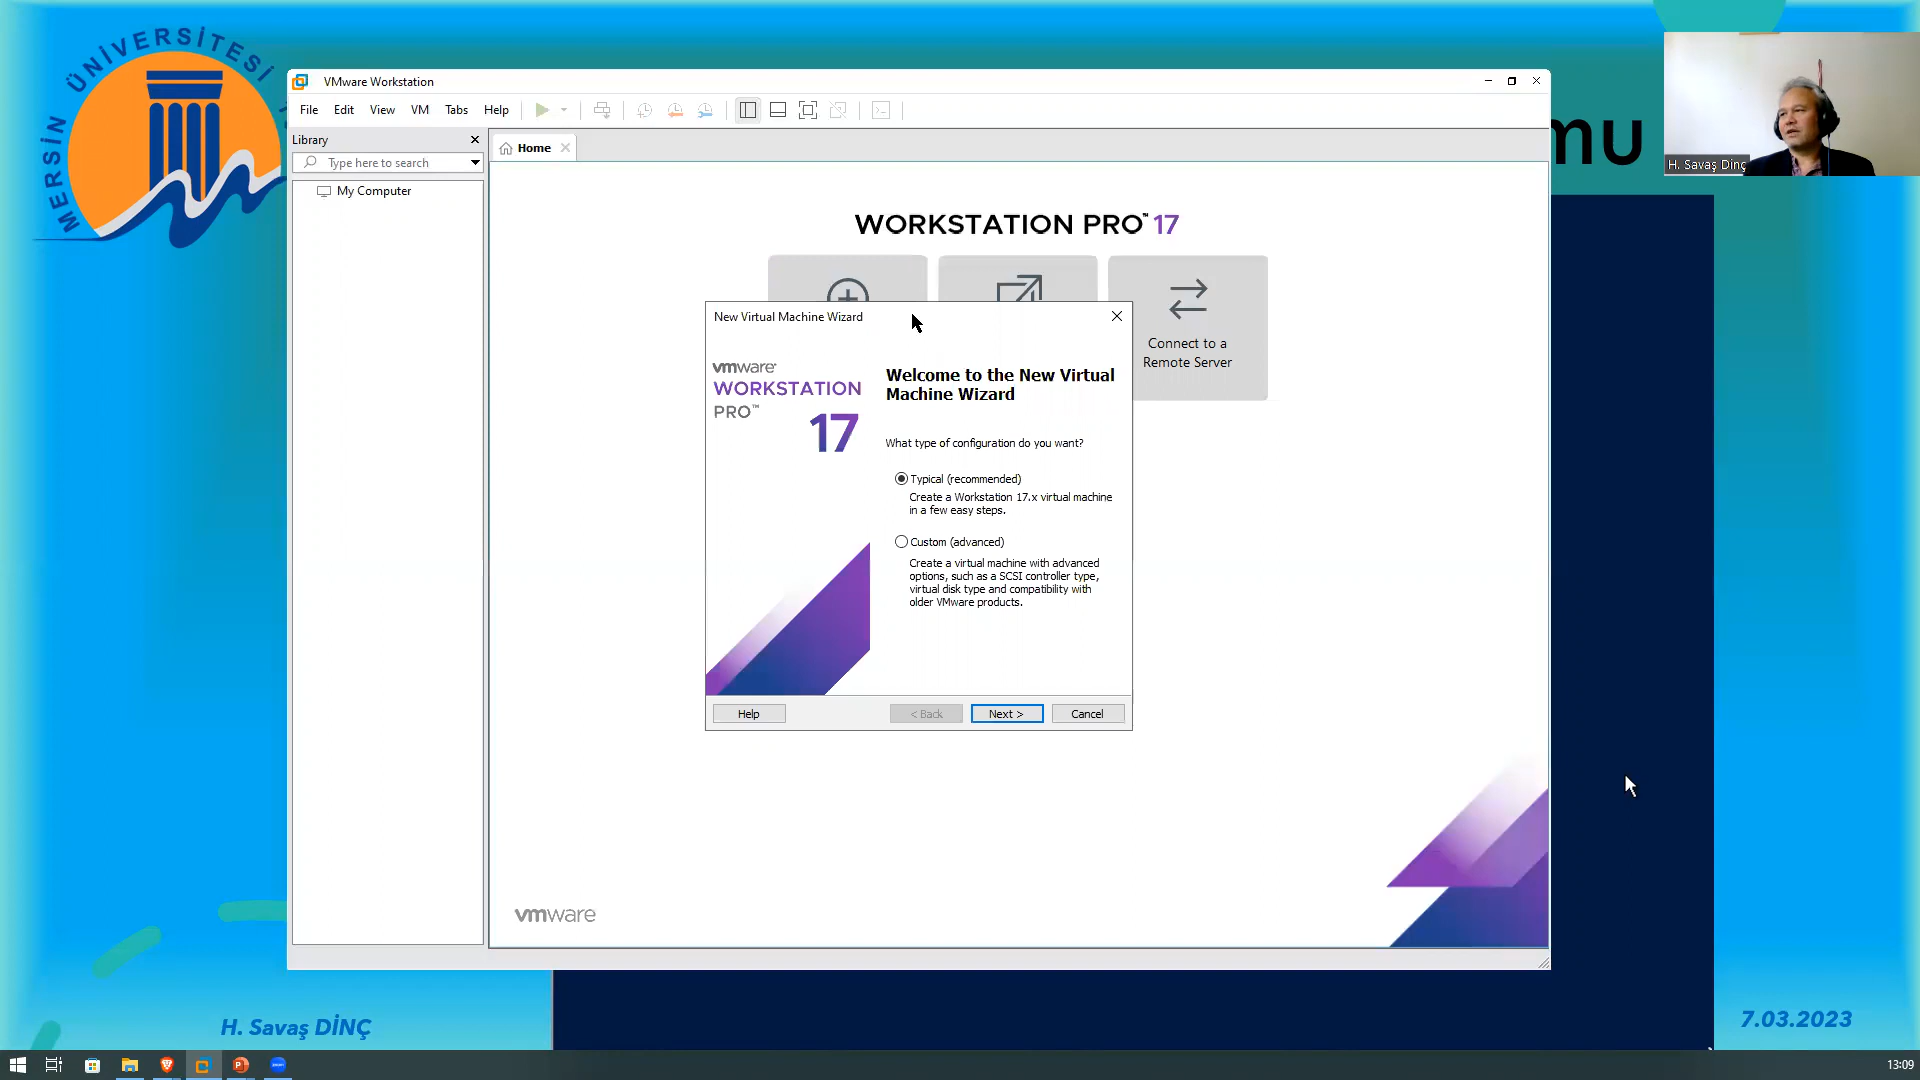 MERSİN ÜNİVERSİTESİ
VMware Workstation
File Edit View VM Tabs Help
Library
Type here to search
My Computer
Home
WORKSTATION PRO™ 17
Connect to a
Remote Server
New Virtual Machine Wizard
vmware®
WORKSTATION
PRO™
17
Welcome to the New Virtual
Machine Wizard
What type of configuration do you want?
Typical (recommended)
Create a Workstation 17.x virtual machine
in a few easy steps.
Custom (advanced)
Create a virtual machine with advanced
options, such as a SCSI controller type,
virtual disk type and compatibility with
older VMware products.
Help
< Back
Next >
Cancel
vmware
mu
H. Savaş Dinç
H. Savaş DİNÇ
7.03.2023
13:09